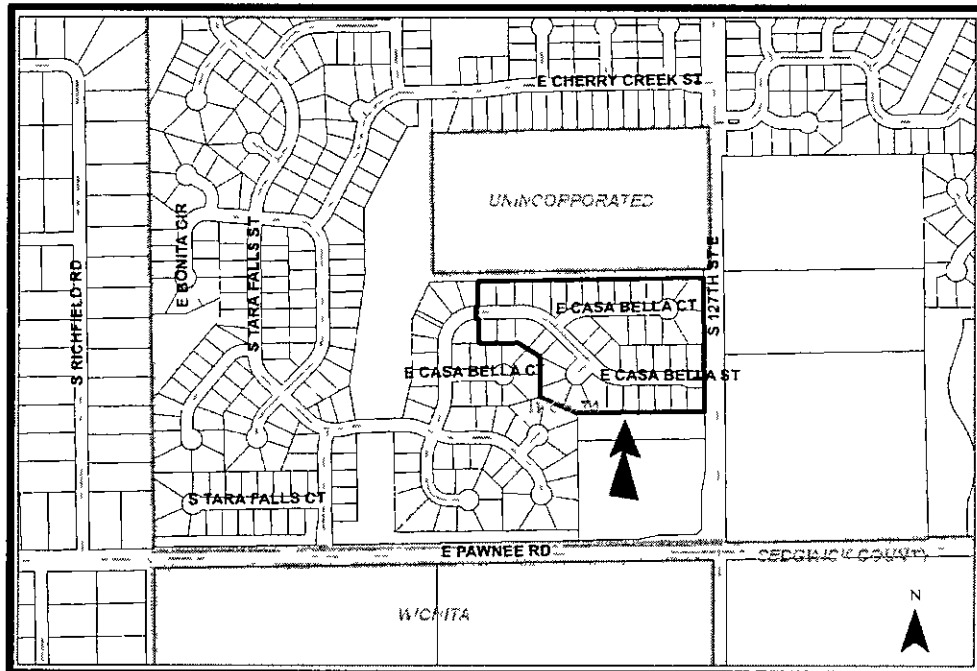 E CHERRY CREEK ST
UNINCORPORATED
E BONITA CIR
S TARA FALLS ST
S RICHFIELD RD
S 127TH ST E
E CASA BELLA CT
E CASA BELLA CT
E CASA BELLA ST
S TARA FALLS CT
E PAWNEE RD
SEDGWICK COUNTY
WICHITA
N